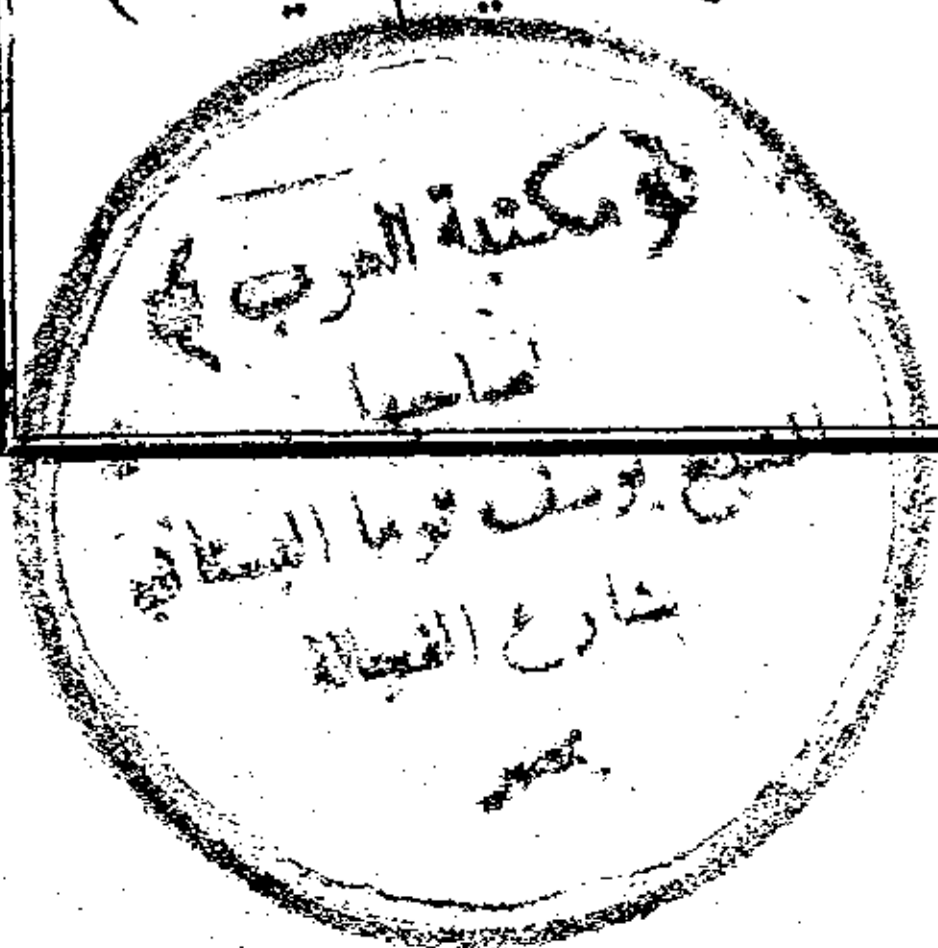 ﴿ مكتبة العرب ﴾
لصاحبها
الشيخ يوسف توما البستاني
شارع الفجالة
بمصر